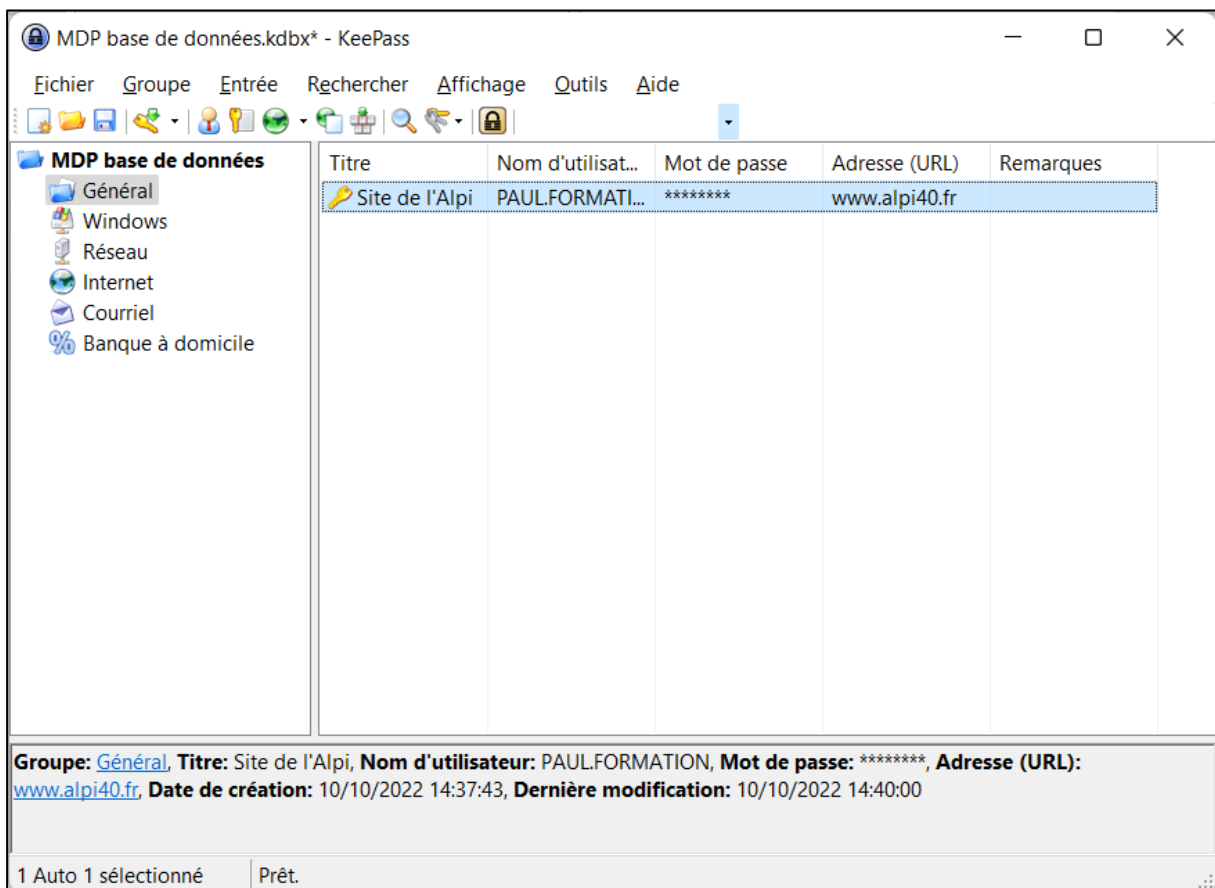 MDP base de données.kdbx* - KeePass
Fichier Groupe Entrée Rechercher Affichage Outils Aide
MDP base de données
Général
Windows
Réseau
Internet
Courriel
Banque à domicile
Titre Nom d'utilisat... Mot de passe Adresse (URL) Remarques
Site de l'Alpi PAUL.FORMATI... ******** www.alpi40.fr
Groupe: Général, Titre: Site de l'Alpi, Nom d'utilisateur: PAUL.FORMATION, Mot de passe: ********, Adresse (URL):
www.alpi40.fr, Date de création: 10/10/2022 14:37:43, Dernière modification: 10/10/2022 14:40:00
1 Auto 1 sélectionné Prêt.